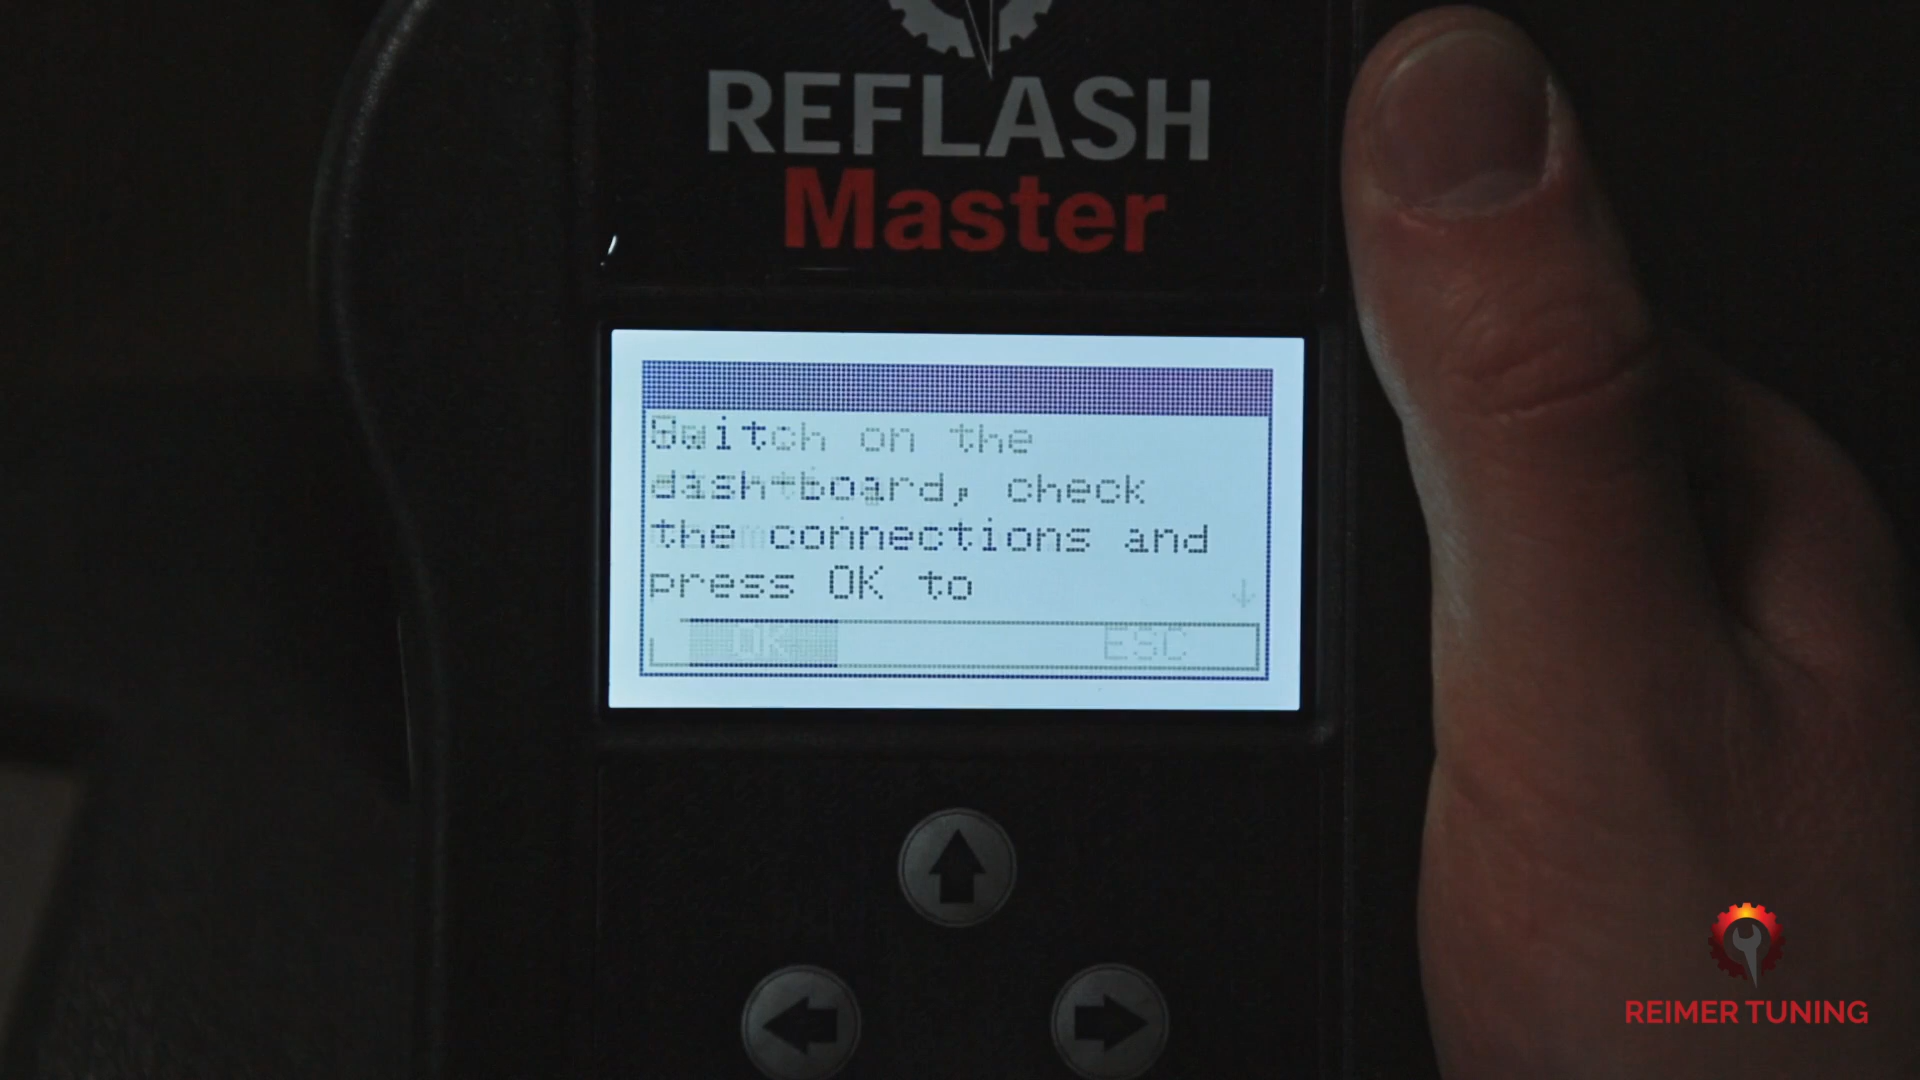 REFLASH
Master
Switch on the
dashboard, check
the connections and
press OK to
OK ESC
REIMER TUNING